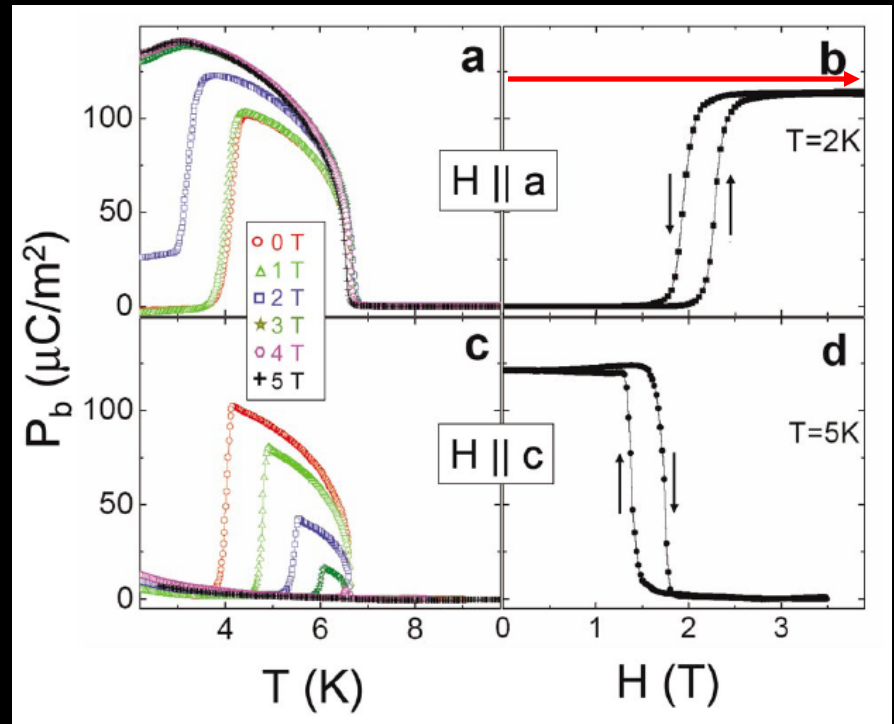 a
b
100
50
0
T=2K
H || a
0 T
1 T
2 T
3 T
4 T
5 T
P_b (μC/m²)
c
d
100
50
0
T=5K
H || c
4
6
8
0
1
2
3
T (K)
H (T)